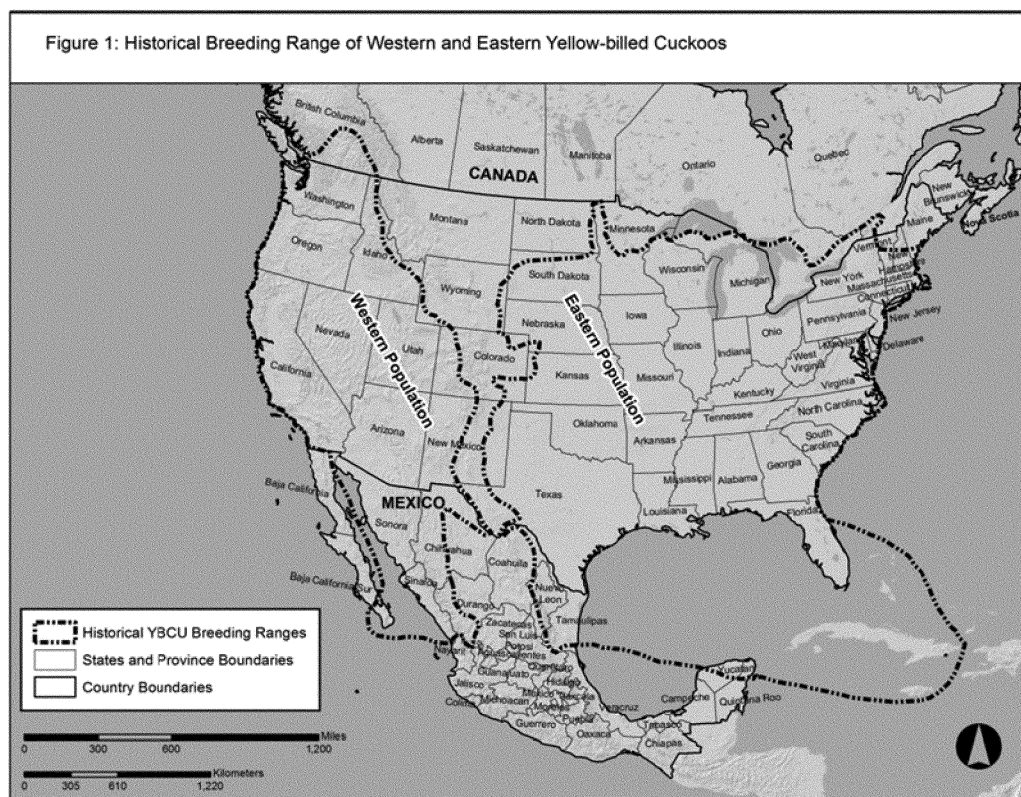 Figure 1: Historical Breeding Range of Western and Eastern Yellow-billed Cuckoos
British Columbia
Alberta
Saskatchewan
Manitoba
Ontario
Quebec
CANADA
New
Brunswick
Maine
Nova Scotia
Washington
Montana
North Dakota
Minnesota
Vermont
New
Hampshire
Oregon
Idaho
Wyoming
South Dakota
Wisconsin
Michigan
New York
Massachusetts
Connecticut
Western Population
Eastern Population
Nebraska
Iowa
Pennsylvania
New Jersey
Nevada
Utah
Colorado
Illinois
Indiana
Ohio
Maryland
Delaware
California
Kansas
Missouri
West
Virginia
Virginia
Kentucky
Arizona
New Mexico
Oklahoma
Arkansas
Tennessee
North Carolina
South
Carolina
Texas
Mississippi
Alabama
Georgia
Louisiana
Florida
Baja California
MEXICO
Sonora
Chihuahua
Coahuila
Baja California Sur
Sinaloa
Nuevo
Leon
Durango
Tamaulipas
Zacatecas
San Luis
Potosi
Nayarit
Aguascalientes
Guanajuato
Queretaro
Hidalgo
Yucatan
Jalisco
Mexico
Tlaxcala
Campeche
Quintana Roo
Colima
Michoacan
Morelos
Veracruz
Puebla
Tabasco
Guerrero
Oaxaca
Chiapas
Historical YBCU Breeding Ranges
States and Province Boundaries
Country Boundaries
Miles
0 300 600 1,200
Kilometers
0 305 610 1,220